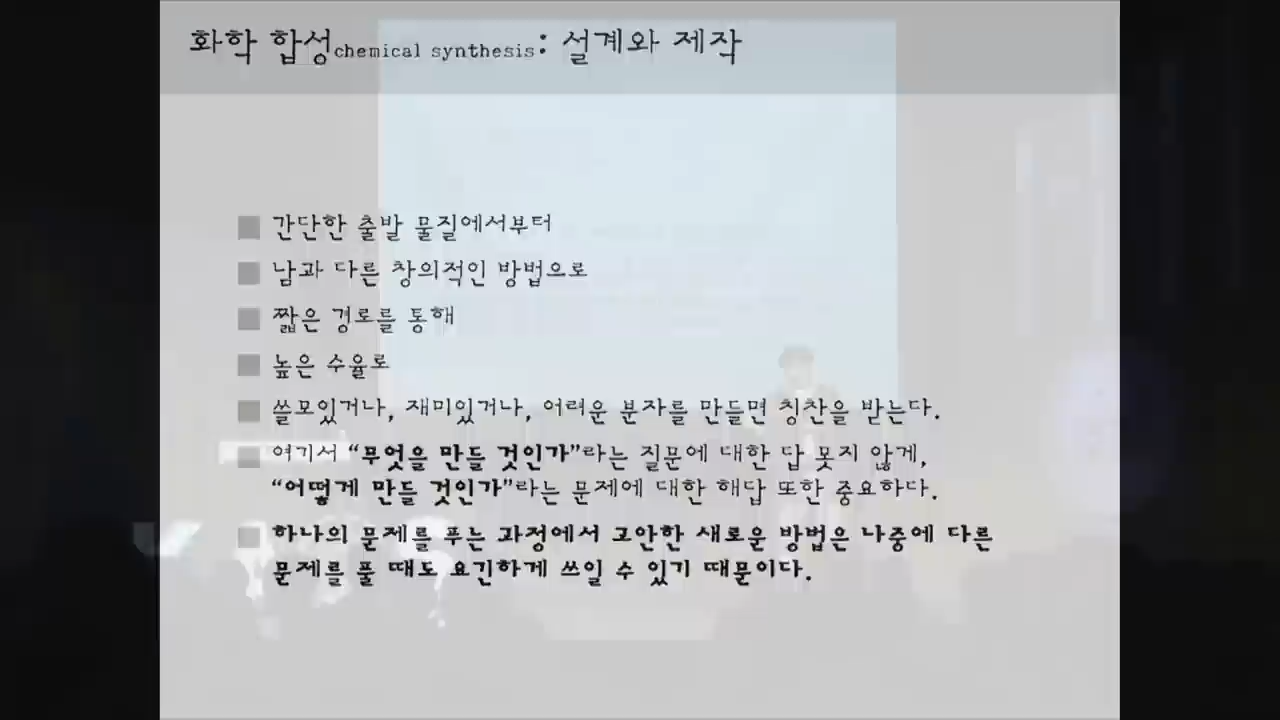 화학 합성chemical synthesis: 설계와 제작
간단한 출발 물질에서부터
남과 다른 창의적인 방법으로
짧은 경로를 통해
높은 수율로
쓸모있거나, 재미있거나, 어려운 분자를 만들면 칭찬을 받는다.
여기서 “무엇을 만들 것인가”라는 질문에 대한 답 못지 않게,
“어떻게 만들 것인가”라는 문제에 대한 해답 또한 중요하다.
하나의 문제를 푸는 과정에서 고안한 새로운 방법은 나중에 다른
문제를 풀 때도 요긴하게 쓰일 수 있기 때문이다.